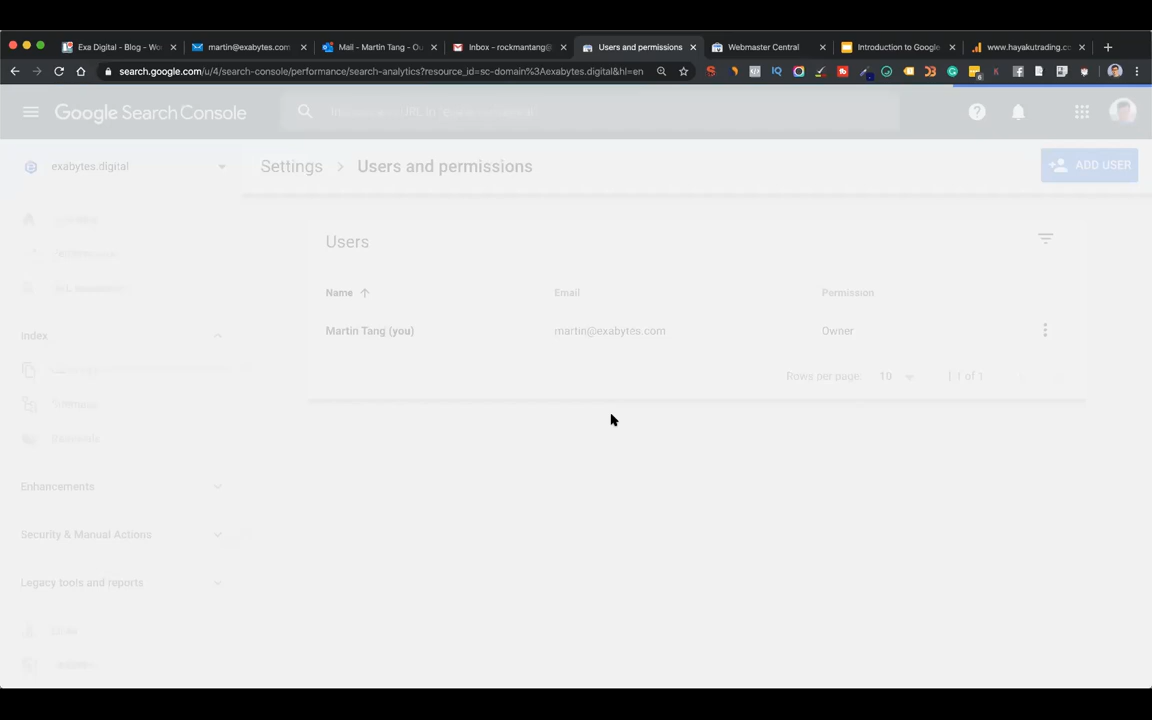 Exa Digital - Blog - Wo
martin@exabytes.com
Mail - Martin Tang - Ou
Inbox - rockmantang@
Users and permissions
Webmaster Central
Introduction to Google
www.hayakutrading.co
search.google.com/u/4/search-console/performance/search-analytics?resource_id=sc-domain%3Aexabytes.digital&hl=en
Google Search Console
exabytes.digital
Settings > Users and permissions
ADD USER
Users
Name Email Permission
Index
Martin Tang (you) martin@exabytes.com Owner
Rows per page: 10 1-1 of 1
Enhancements
Security & Manual Actions
Legacy tools and reports